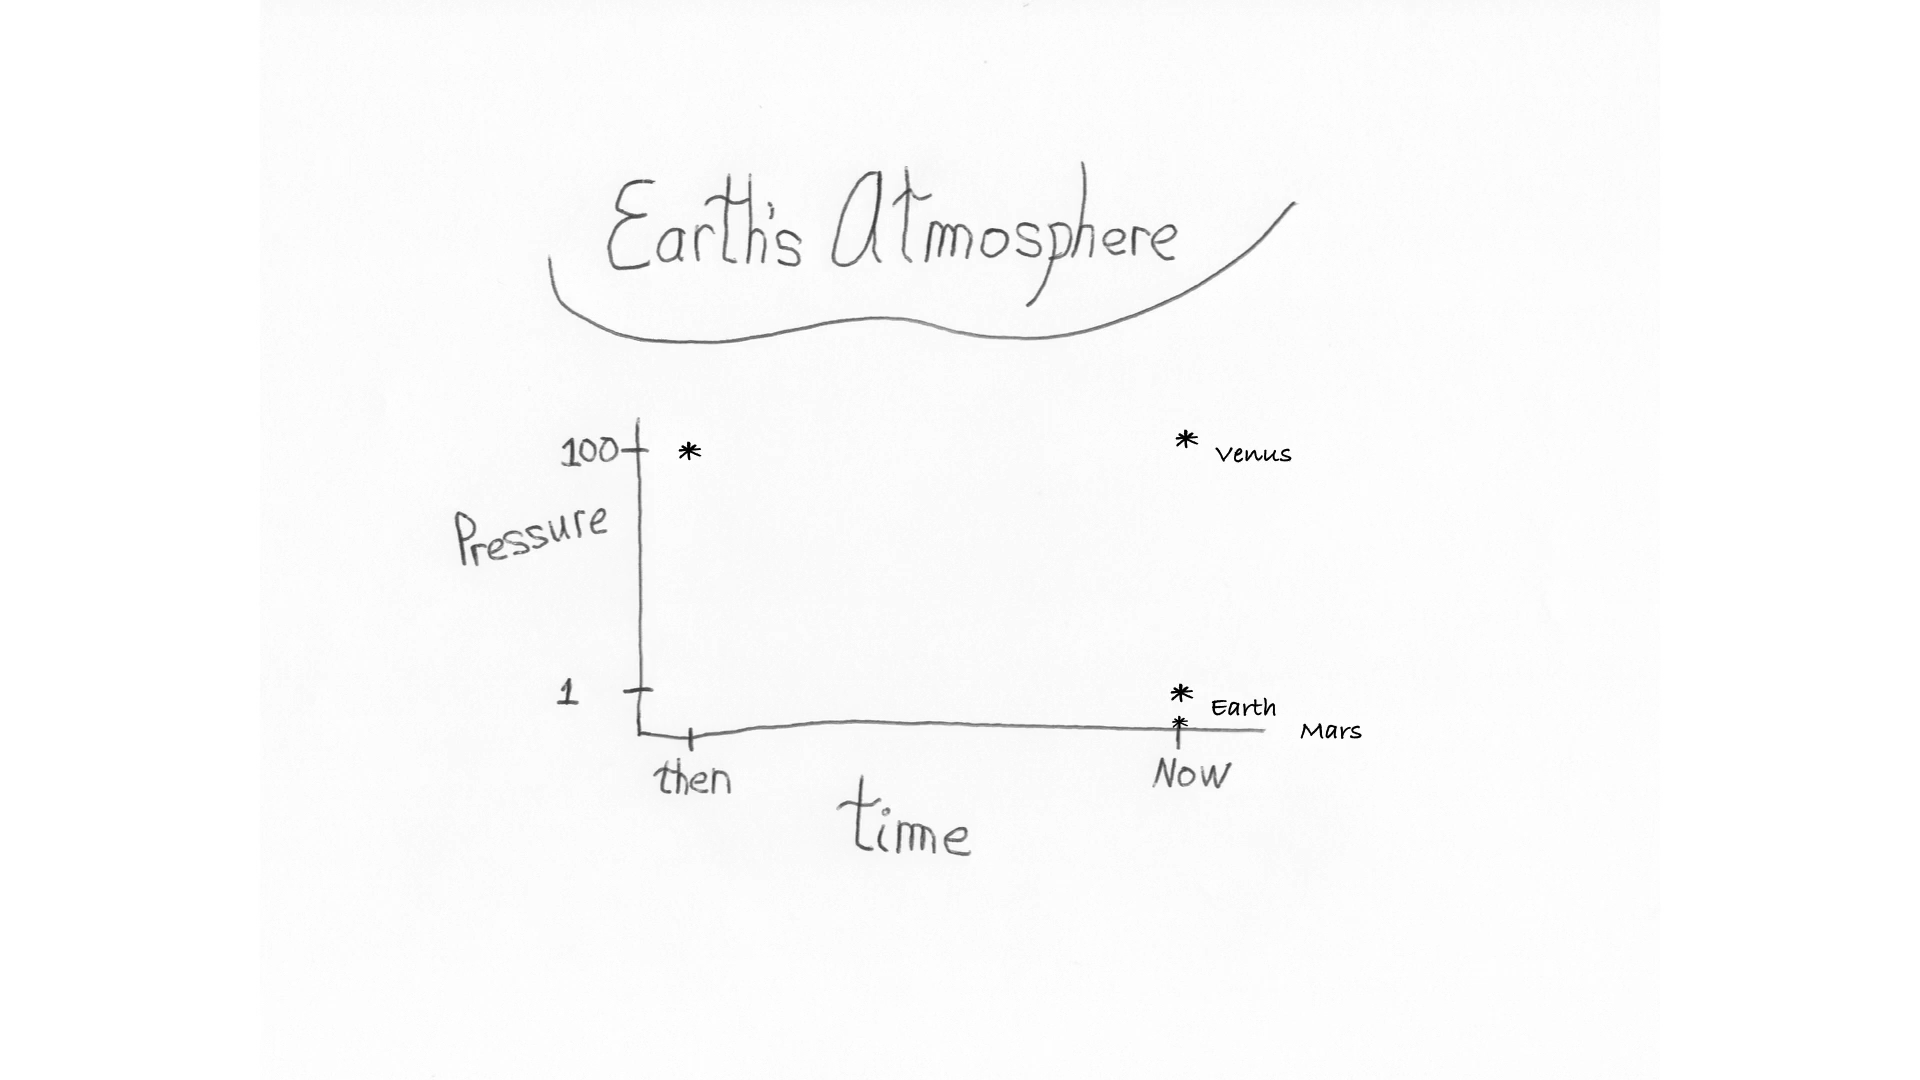 Earth's Atmosphere
100
* * Venus
Pressure
1
* Earth
* Mars
then
Now
time